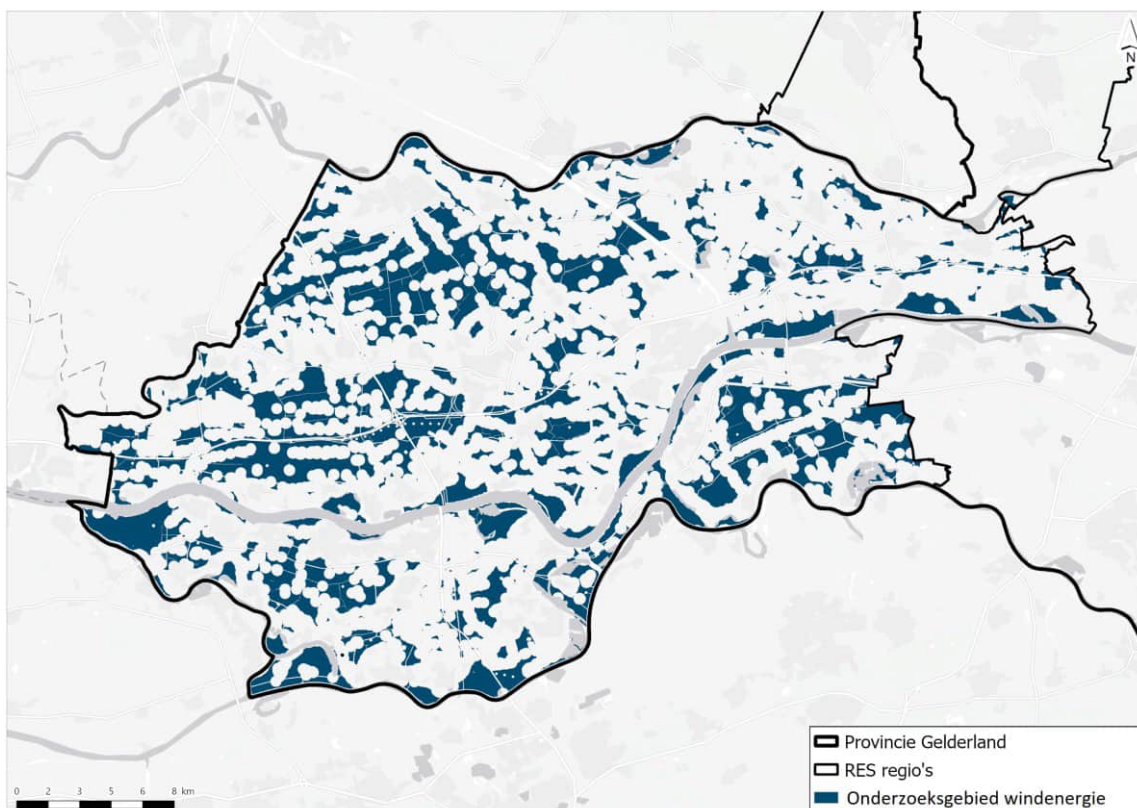 N
Provincie Gelderland
RES regio's
Onderzoeksgebied windenergie
0 2 3 5 6 8 km